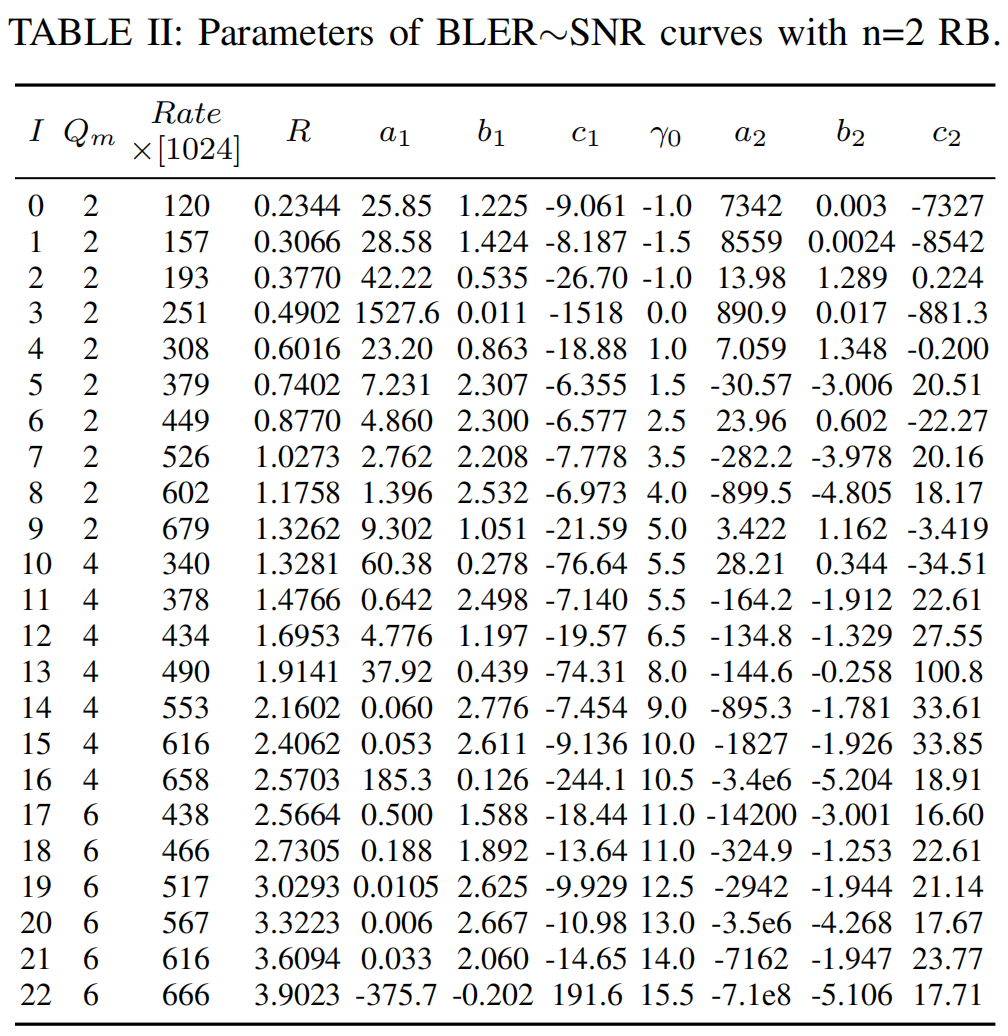 TABLE II: Parameters of BLER∼SNR curves with n=2 RB.
I Qm Rate ×[1024] R a1 b1 c1 γ0 a2 b2 c2
0 2 120 0.2344 25.85 1.225 -9.061 -1.0 7342 0.003 -7327
1 2 157 0.3066 28.58 1.424 -8.187 -1.5 8559 0.0024 -8542
2 2 193 0.3770 42.22 0.535 -26.70 -1.0 13.98 1.289 0.224
3 2 251 0.4902 1527.6 0.011 -1518 0.0 890.9 0.017 -881.3
4 2 308 0.6016 23.20 0.863 -18.88 1.0 7.059 1.348 -0.200
5 2 379 0.7402 7.231 2.307 -6.355 1.5 -30.57 -3.006 20.51
6 2 449 0.8770 4.860 2.300 -6.577 2.5 23.96 0.602 -22.27
7 2 526 1.0273 2.762 2.208 -7.778 3.5 -282.2 -3.978 20.16
8 2 602 1.1758 1.396 2.532 -6.973 4.0 -899.5 -4.805 18.17
9 2 679 1.3262 9.302 1.051 -21.59 5.0 3.422 1.162 -3.419
10 4 340 1.3281 60.38 0.278 -76.64 5.5 28.21 0.344 -34.51
11 4 378 1.4766 0.642 2.498 -7.140 5.5 -164.2 -1.912 22.61
12 4 434 1.6953 4.776 1.197 -19.57 6.5 -134.8 -1.329 27.55
13 4 490 1.9141 37.92 0.439 -74.31 8.0 -144.6 -0.258 100.8
14 4 553 2.1602 0.060 2.776 -7.454 9.0 -895.3 -1.781 33.61
15 4 616 2.4062 0.053 2.611 -9.136 10.0 -1827 -1.926 33.85
16 4 658 2.5703 185.3 0.126 -244.1 10.5 -3.4e6 -5.204 18.91
17 6 438 2.5664 0.500 1.588 -18.44 11.0 -14200 -3.001 16.60
18 6 466 2.7305 0.188 1.892 -13.64 11.0 -324.9 -1.253 22.61
19 6 517 3.0293 0.0105 2.625 -9.929 12.5 -2942 -1.944 21.14
20 6 567 3.3223 0.006 2.667 -10.98 13.0 -3.5e6 -4.268 17.67
21 6 616 3.6094 0.033 2.060 -14.65 14.0 -7162 -1.947 23.77
22 6 666 3.9023 -375.7 -0.202 191.6 15.5 -7.1e8 -5.106 17.71